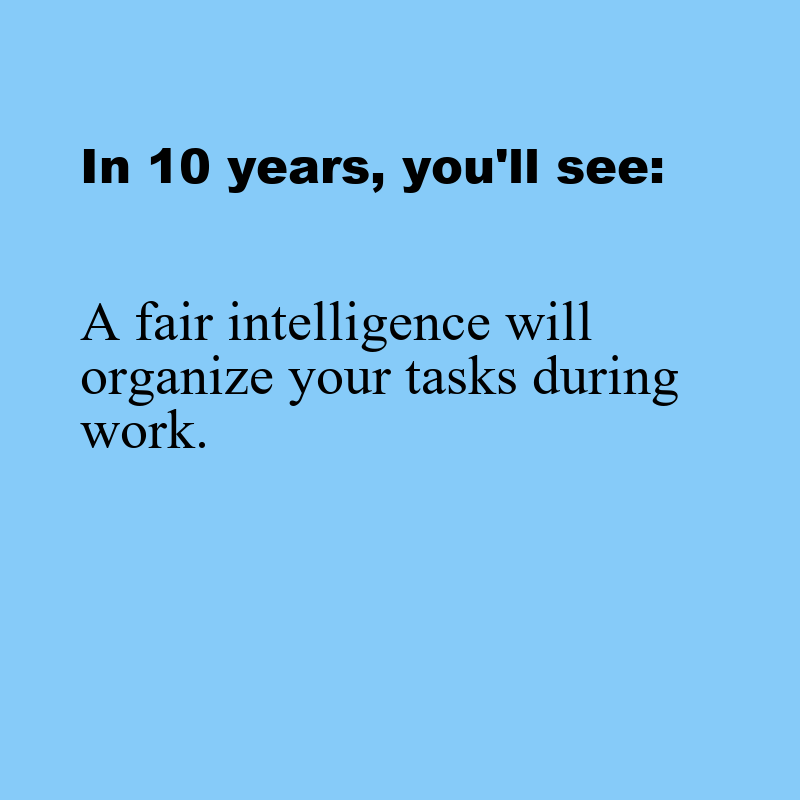 In 10 years, you'll see:
A fair intelligence will
organize your tasks during
work.